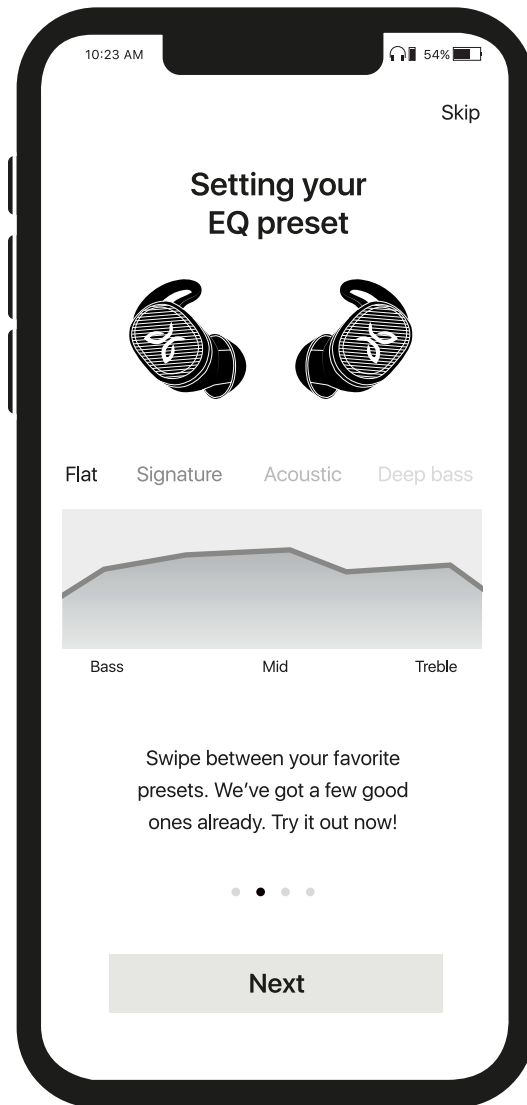 10:23 AM 54%
Skip
Setting your
EQ preset
Flat Signature Acoustic Deep bass
Bass Mid Treble
Swipe between your favorite
presets. We’ve got a few good
ones already. Try it out now!
Next